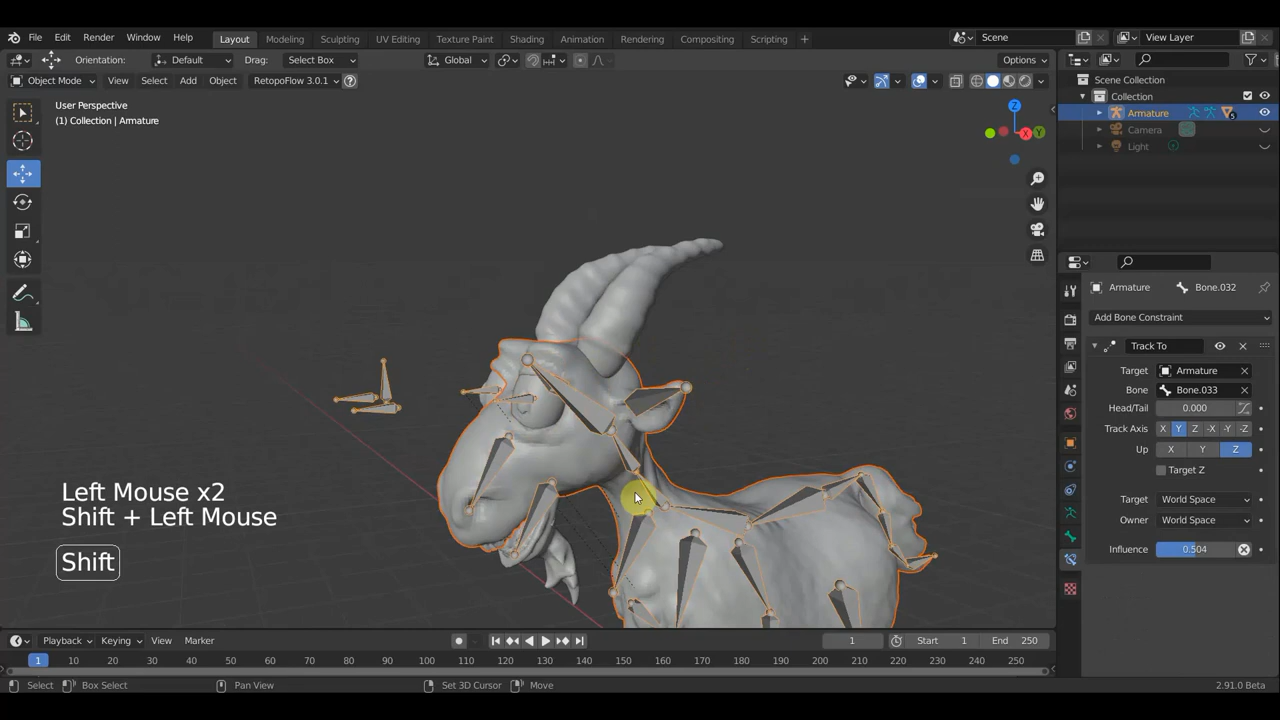 File Edit Render Window Help Layout Modeling Sculpting UV Editing Texture Paint Shading Animation Rendering Compositing Scripting + Scene View Layer
Orientation: Default Drag: Select Box Global Options
Object Mode View Select Add Object RetopoFlow 3.0.1 ?
User Perspective
(1) Collection | Armature
Z
X
Y
Left Mouse x2
Shift + Left Mouse
Shift
Scene Collection
Collection
Armature 5
Camera
Light
Armature Bone.032
Add Bone Constraint
Track To
Target Armature
Bone Bone.033
Head/Tail 0.000
Track Axis X Y Z -X -Y -Z
Up X Y Z
Target Z
Target World Space
Owner World Space
Influence 0.504
Playback Keying View Marker 1 Start 1 End 250
1 10 20 30 40 50 60 70 80 90 100 110 120 130 140 150 160 170 180 190 200 210 220 230 240 250
Select Box Select Pan View Set 3D Cursor Move 2.91.0 Beta